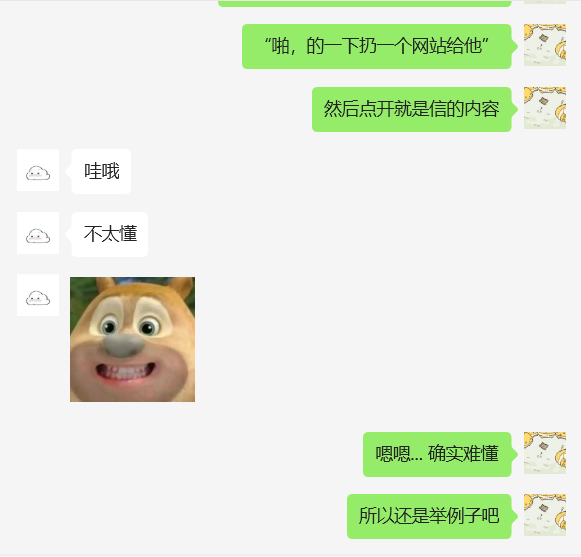 “啪，的一下扔一个网站给他”
然后点开就是信的内容
哇哦
不太懂
嗯嗯... 确实难懂
所以还是举例子吧